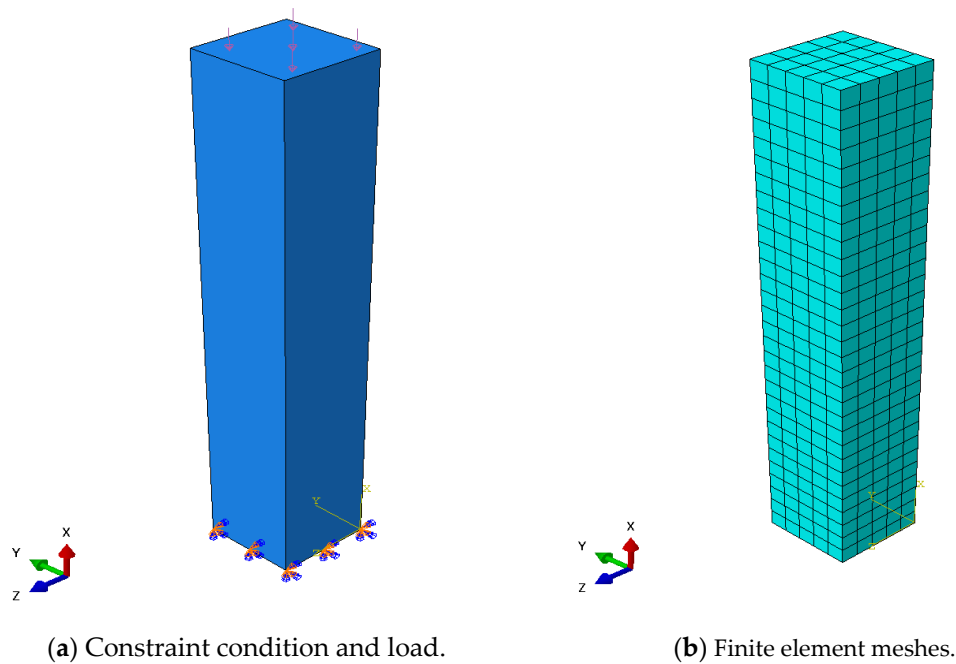 Y
X
Z
X
Y
Z
Y
X
Z
X
Y
Z
(a) Constraint condition and load.
(b) Finite element meshes.